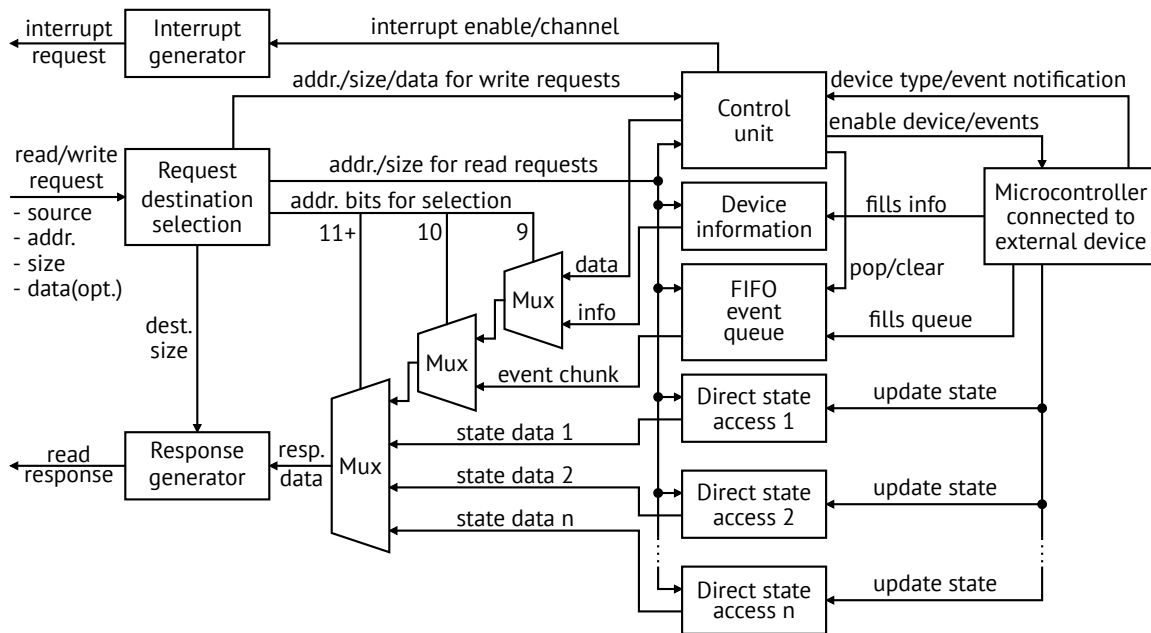 interrupt
request
Interrupt
generator
interrupt enable/channel
addr./size/data for write requests
Control
unit
device type/event notification
enable device/events
read/write
request
- source
- addr.
- size
- data(opt.)
Request
destination
selection
addr./size for read requests
addr. bits for selection
11+
10
9
Device
information
fills info
Microcontroller
connected to
external device
pop/clear
data
Mux
info
FIFO
event
queue
fills queue
dest.
size
Mux
event chunk
Direct state
access 1
update state
state data 1
read
response
Response
generator
resp.
data
Mux
state data 2
Direct state
access 2
update state
state data n
Direct state
access n
update state